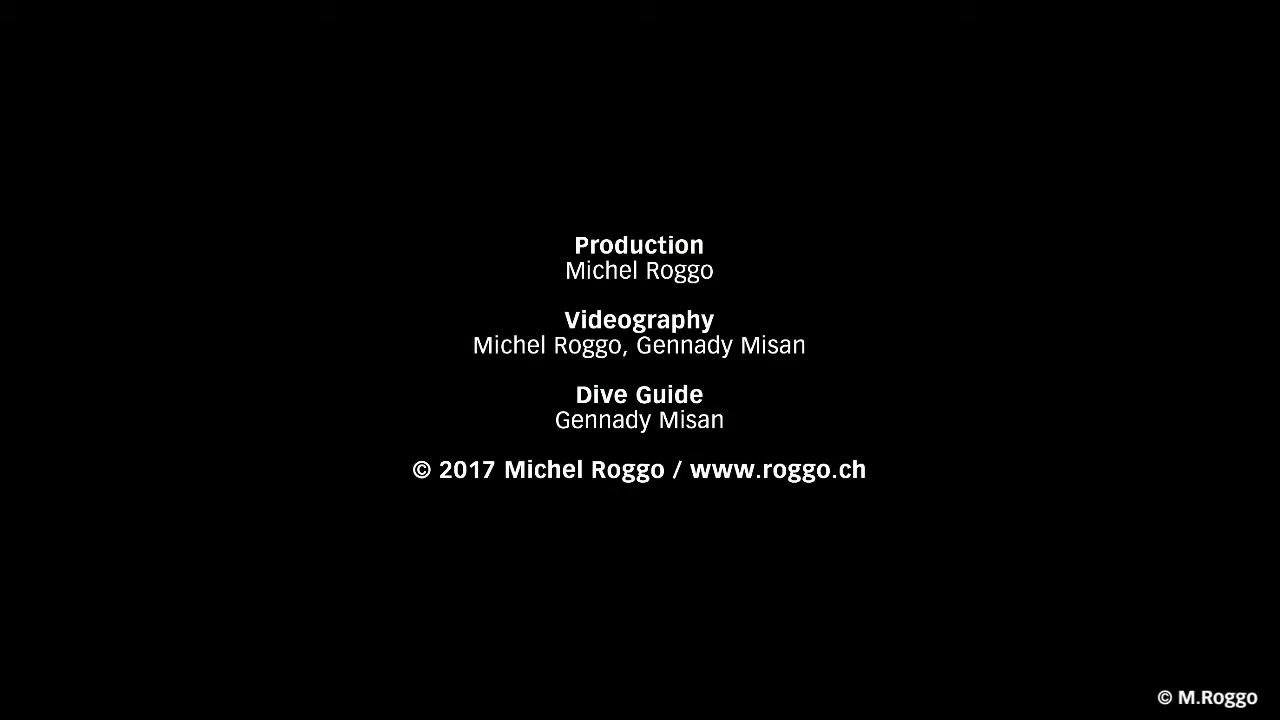 Production
Michel Roggo
Videography
Michel Roggo, Gennady Misan
Dive Guide
Gennady Misan
© 2017 Michel Roggo / www.roggo.ch
© M.Roggo